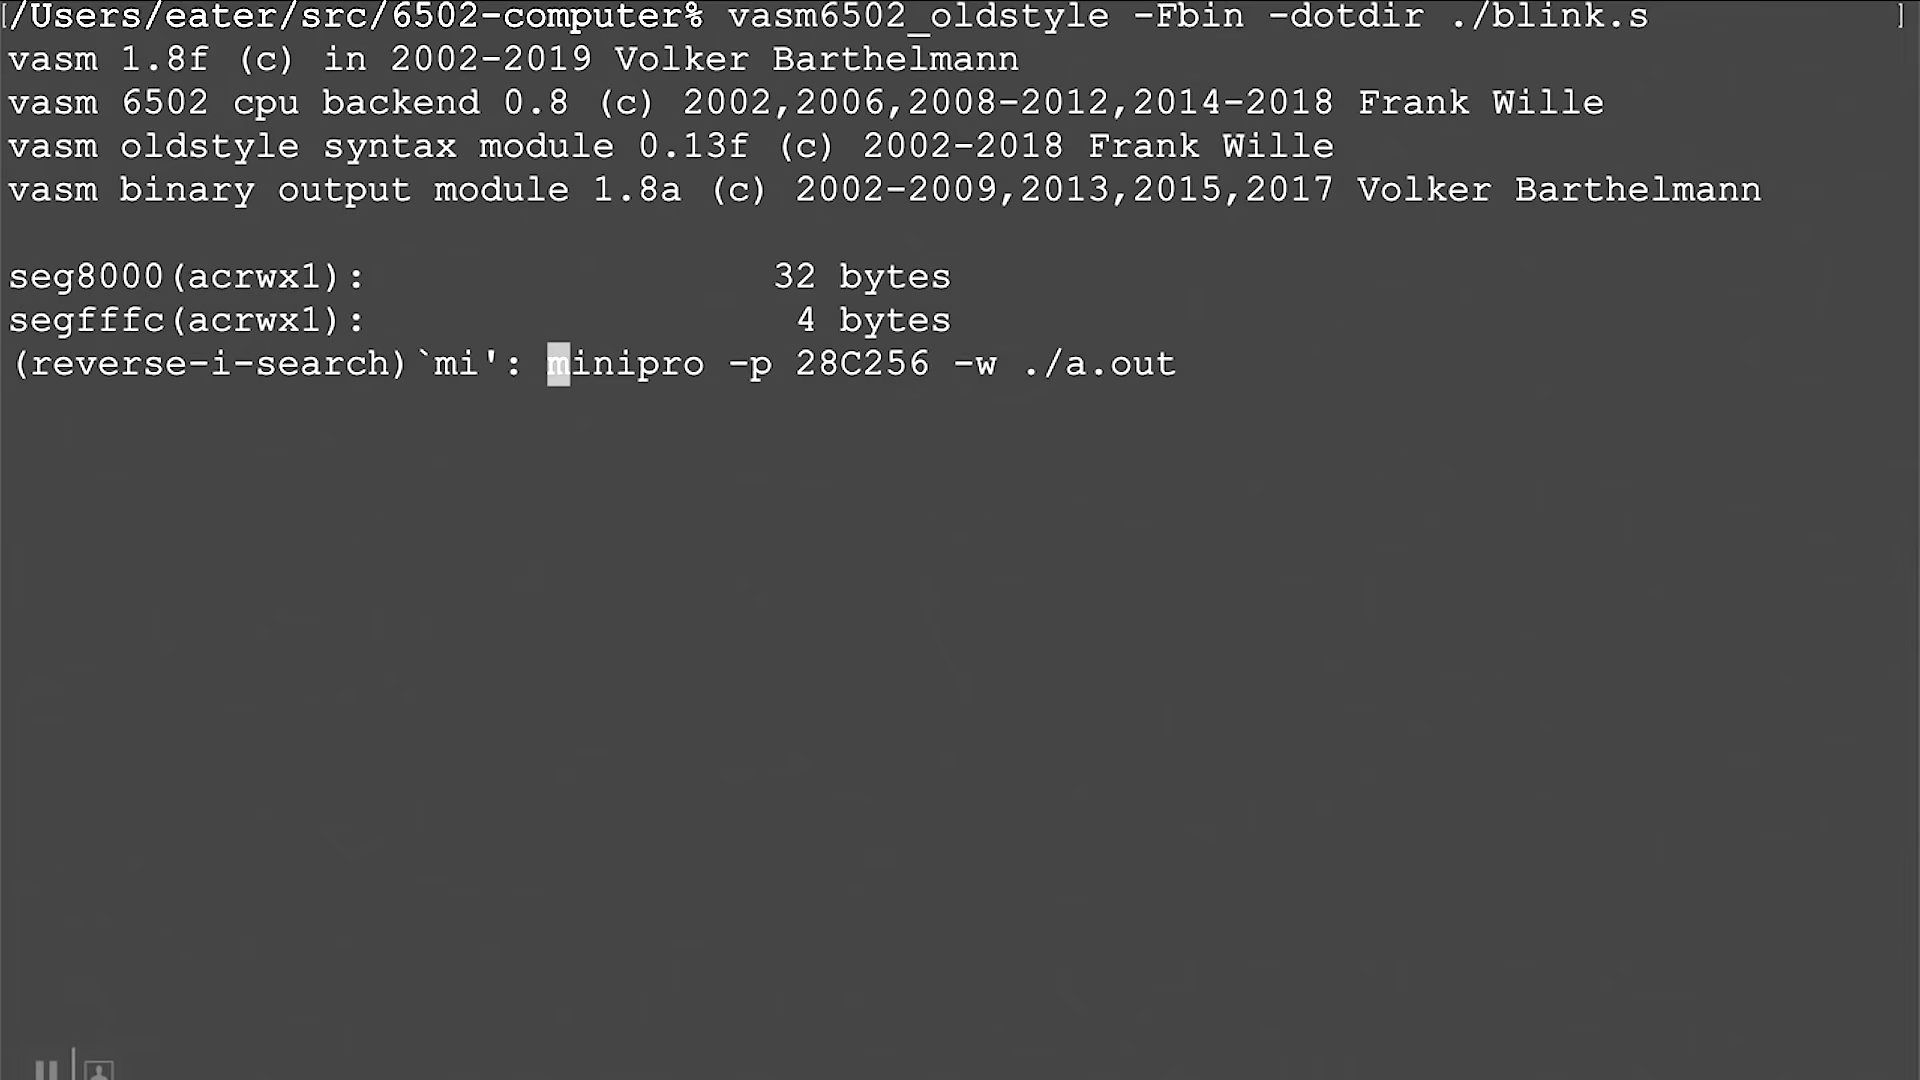 [/Users/eater/src/6502-computer% vasm6502_oldstyle -Fbin -dotdir ./blink.s ]
vasm 1.8f (c) in 2002-2019 Volker Barthelmann
vasm 6502 cpu backend 0.8 (c) 2002,2006,2008-2012,2014-2018 Frank Wille
vasm oldstyle syntax module 0.13f (c) 2002-2018 Frank Wille
vasm binary output module 1.8a (c) 2002-2009,2013,2015,2017 Volker Barthelmann
seg8000(acrwx1): 32 bytes
segfffc(acrwx1): 4 bytes
(reverse-i-search)`mi': minipro -p 28C256 -w ./a.out